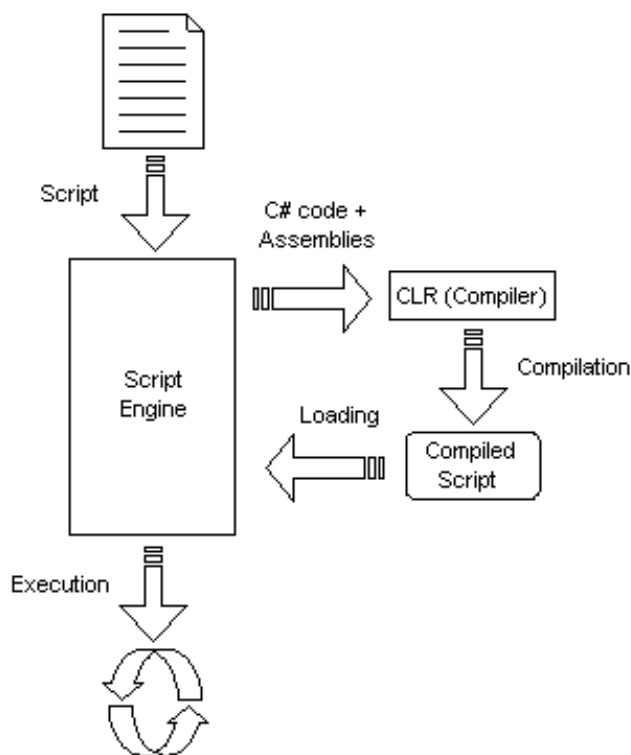 Script
C# code +
Assemblies
CLR (Compiler)
Script
Engine
Compilation
Loading
Compiled
Script
Execution